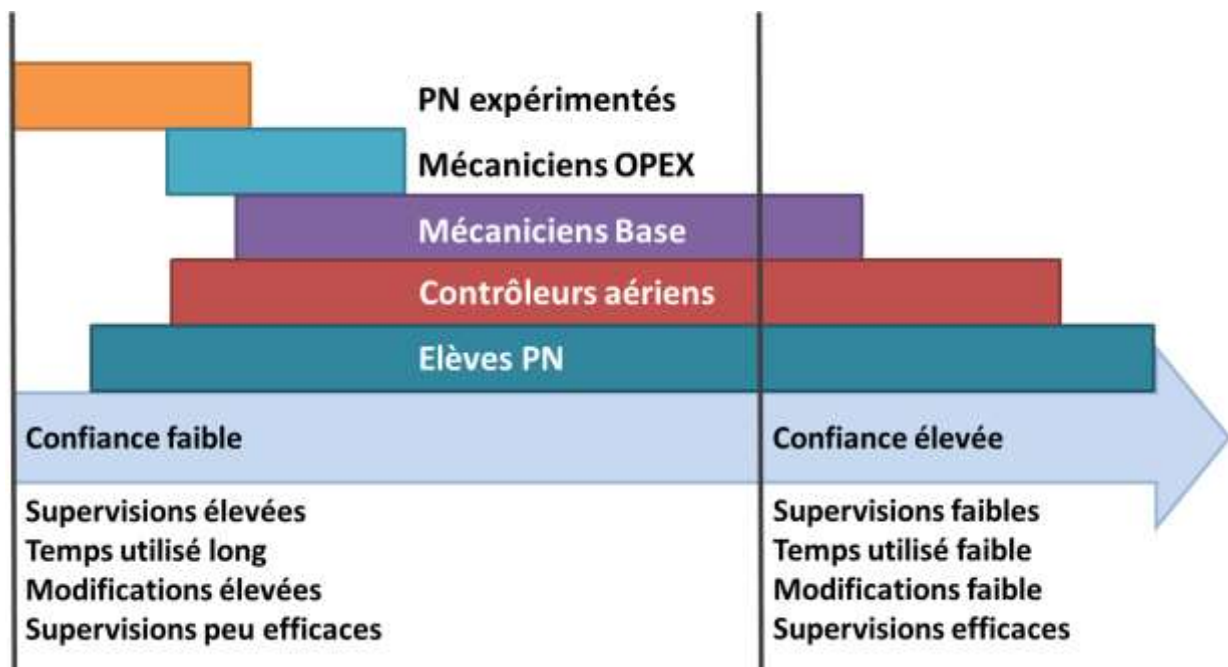 PN expérimentés
Mécaniciens OPEX
Mécaniciens Base
Contrôleurs aériens
Elèves PN
Confiance faible
Supervisions élevées
Temps utilisé long
Modifications élevées
Supervisions peu efficaces
Confiance élevée
Supervisions faibles
Temps utilisé faible
Modifications faible
Supervisions efficaces